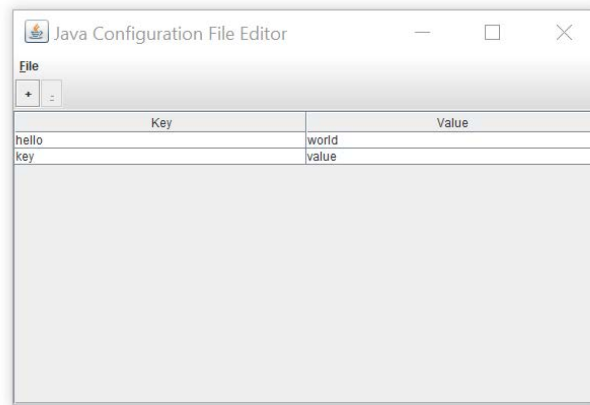 Java Configuration File Editor
File
+ -
Key Value
hello world
key value